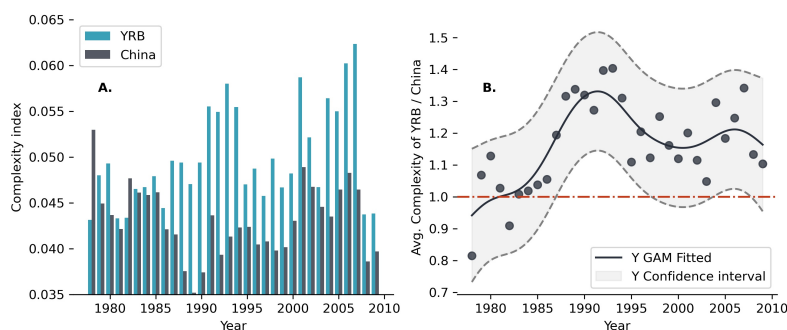 0.065
0.060
0.055
0.050
0.045
0.040
0.035
Complexity index
YRB
China
A.
1980 1985 1990 1995 2000 2005 2010
Year
1.5
1.4
1.3
1.2
1.1
1.0
0.9
0.8
0.7
Avg. Complexity of YRB / China
B.
Y GAM Fitted
Y Confidence interval
1980 1985 1990 1995 2000 2005 2010
Year